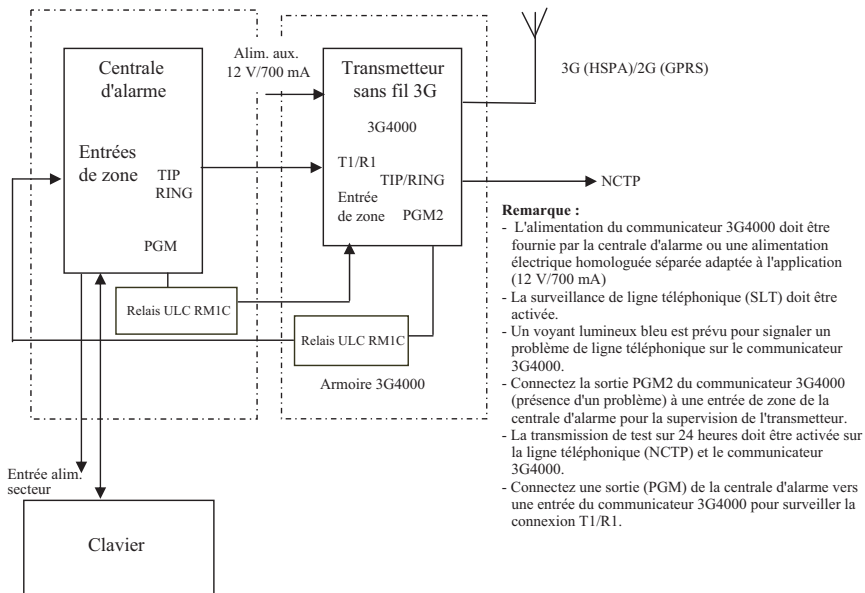 Centrale
d'alarme
Entrées
de zone
TIP
RING
PGM
Relais ULC RM1C
Alim. aux.
12 V/700 mA
Transmetteur
sans fil 3G
3G4000
T1/R1
TIP/RING
Entrée
de zone
PGM2
Relais ULC RM1C
Armoire 3G4000
3G (HSPA)/2G (GPRS)
NCTP
Remarque :
- L'alimentation du communicateur 3G4000 doit être
fournie par la centrale d'alarme ou une alimentation
électrique homologuée séparée adaptée à l'application
(12 V/700 mA)
- La surveillance de ligne téléphonique (SLT) doit être
activée.
- Un voyant lumineux bleu est prévu pour signaler un
problème de ligne téléphonique sur le communicateur
3G4000.
- Connectez la sortie PGM2 du communicateur 3G4000
(présence d'un problème) à une entrée de zone de la
centrale d'alarme pour la supervision de l'transmetteur.
- La transmission de test sur 24 heures doit être activée sur
la ligne téléphonique (NCTP) et le communicateur
3G4000.
- Connectez une sortie (PGM) de la centrale d'alarme vers
une entrée du communicateur 3G4000 pour surveiller la
connexion T1/R1.
Entrée alim.
secteur
Clavier